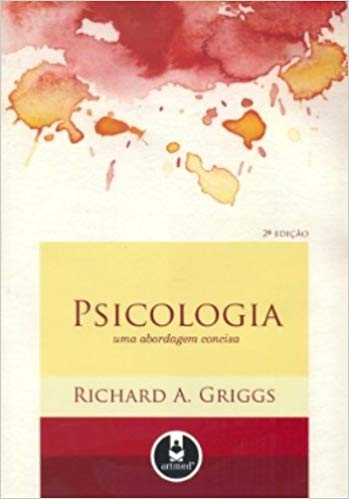 2ª EDIÇÃO
PSICOLOGIA
uma abordagem concisa
RICHARD A. GRIGGS
artmed®